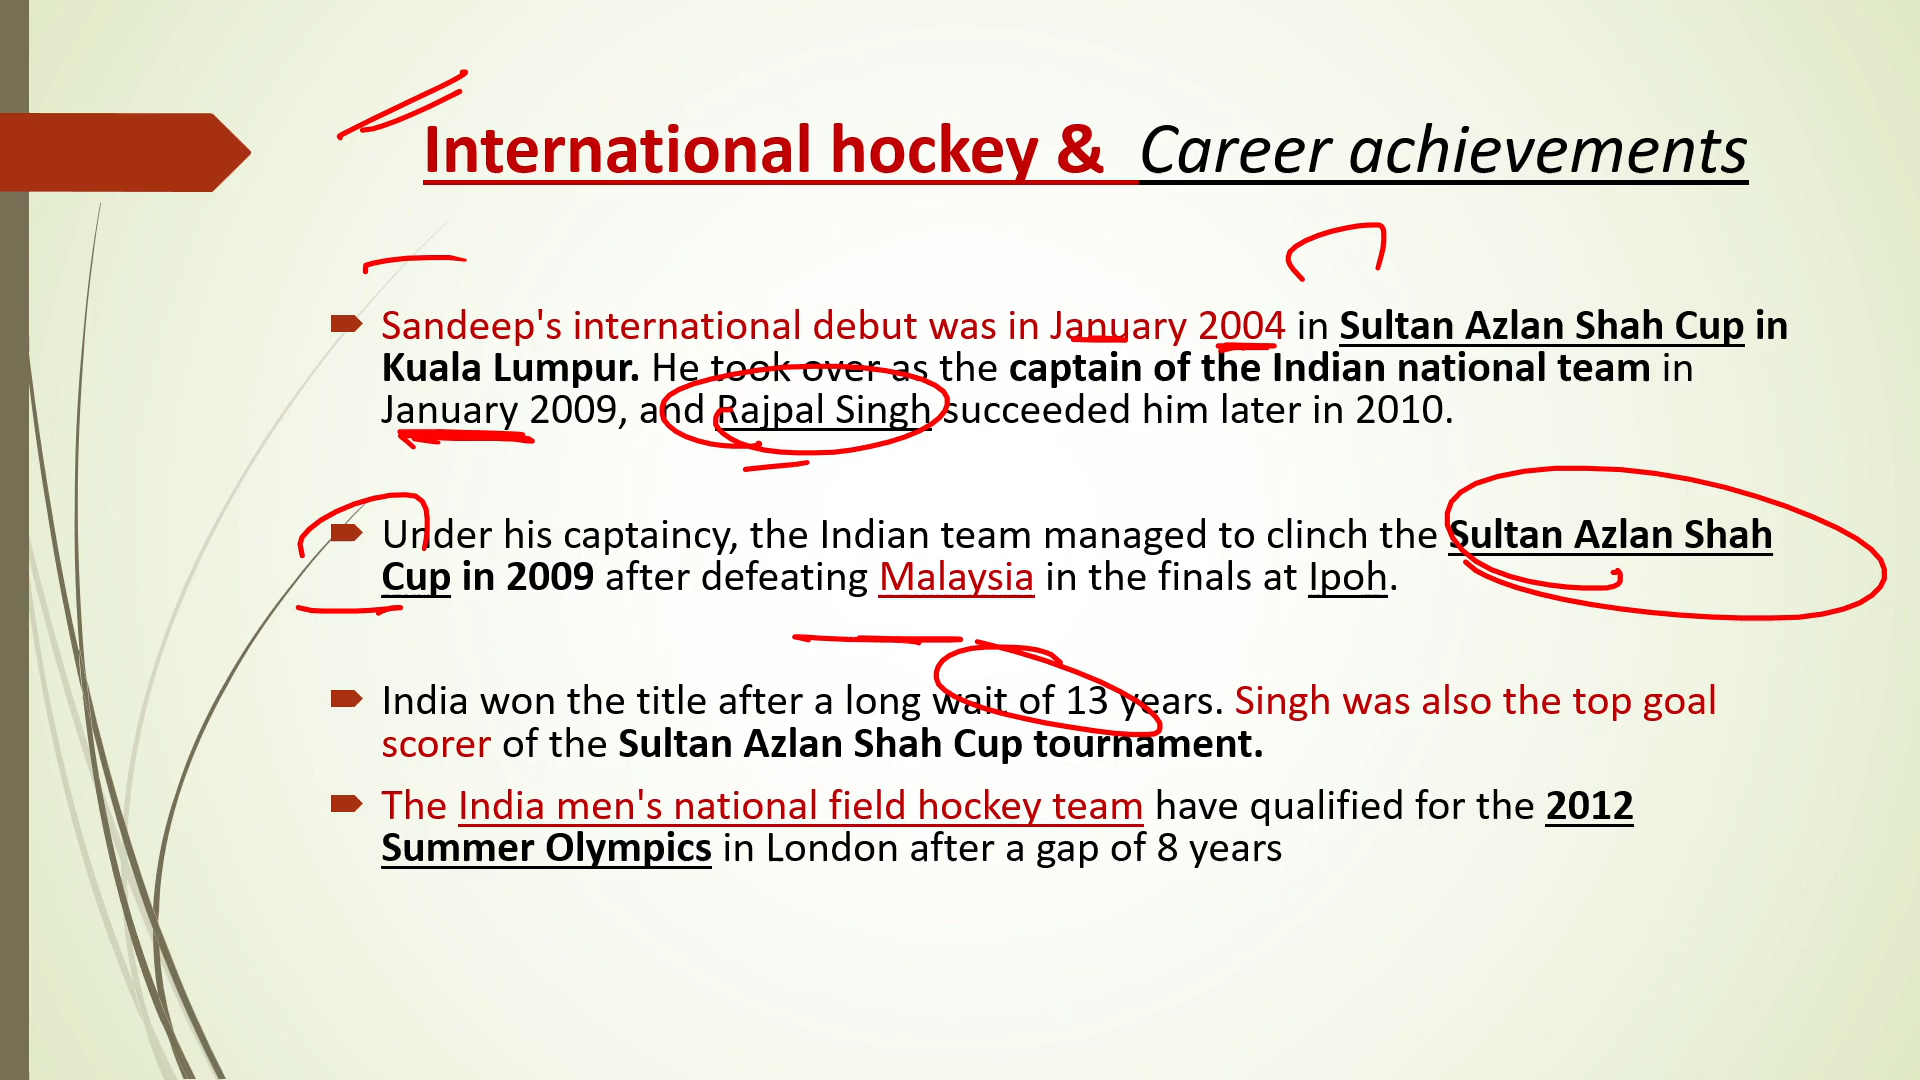 International hockey & Career achievements
Sandeep's international debut was in January 2004 in Sultan Azlan Shah Cup in
Kuala Lumpur. He took over as the captain of the Indian national team in
January 2009, and Rajpal Singh succeeded him later in 2010.
Under his captaincy, the Indian team managed to clinch the Sultan Azlan Shah
Cup in 2009 after defeating Malaysia in the finals at Ipoh.
India won the title after a long wait of 13 years. Singh was also the top goal
scorer of the Sultan Azlan Shah Cup tournament.
The India men's national field hockey team have qualified for the 2012
Summer Olympics in London after a gap of 8 years